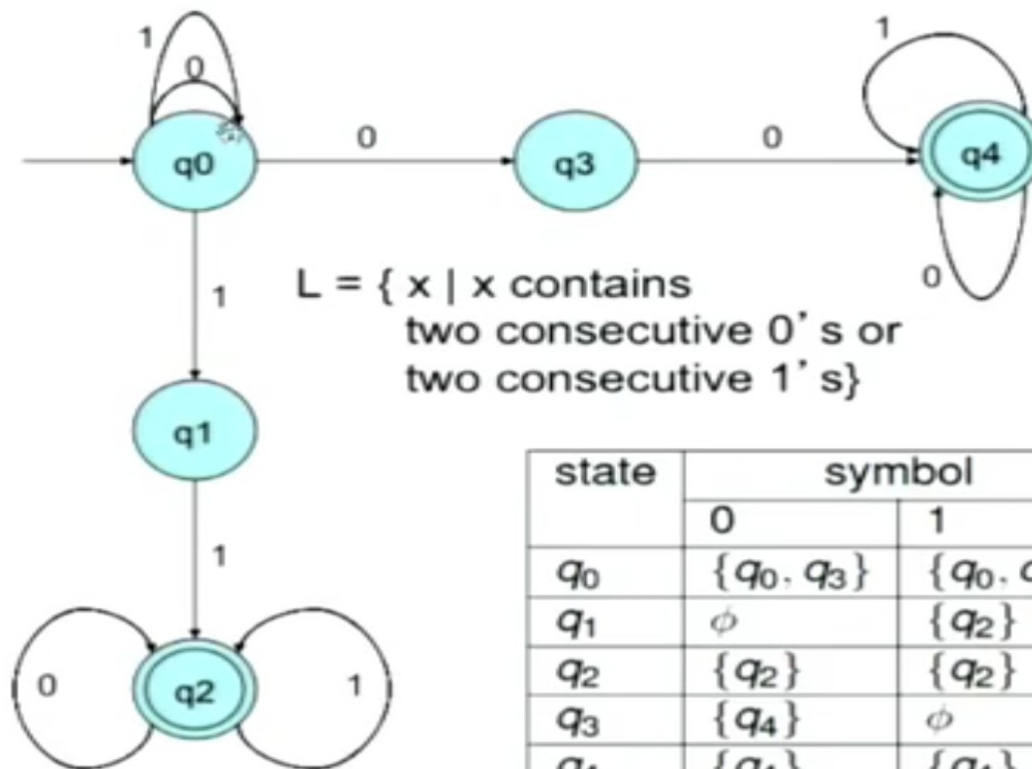 1
0
q0
0
q3
0
1
q4
0
1
L = { x | x contains
two consecutive 0's or
two consecutive 1's}
q1
1
0
q2
1
state symbol
0 1
q0 {q0, q3} {q0,
q1 ϕ {q2}
q2 {q2} {q2}
q3 {q4} ϕ